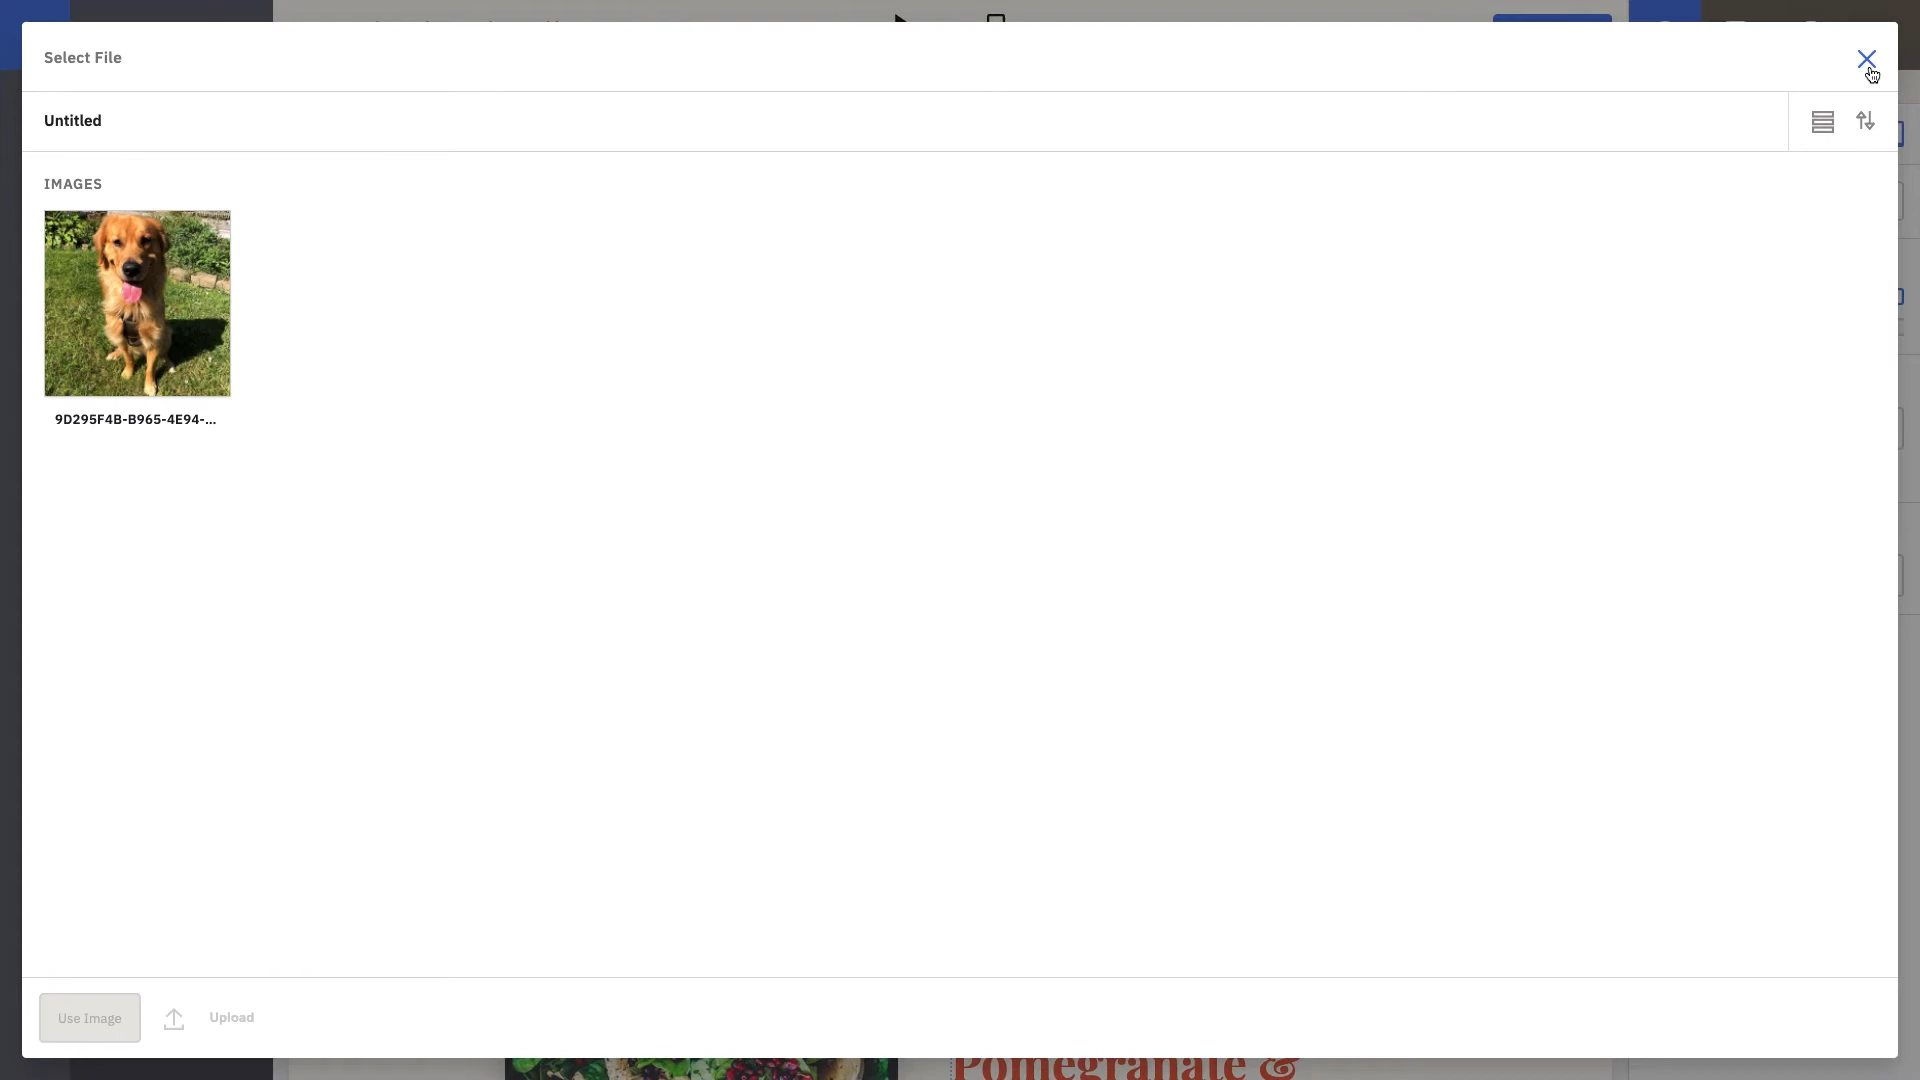 Select File
Untitled
IMAGES
9D295F4B-B965-4E94-...
Use Image
Upload
Pomegranate &